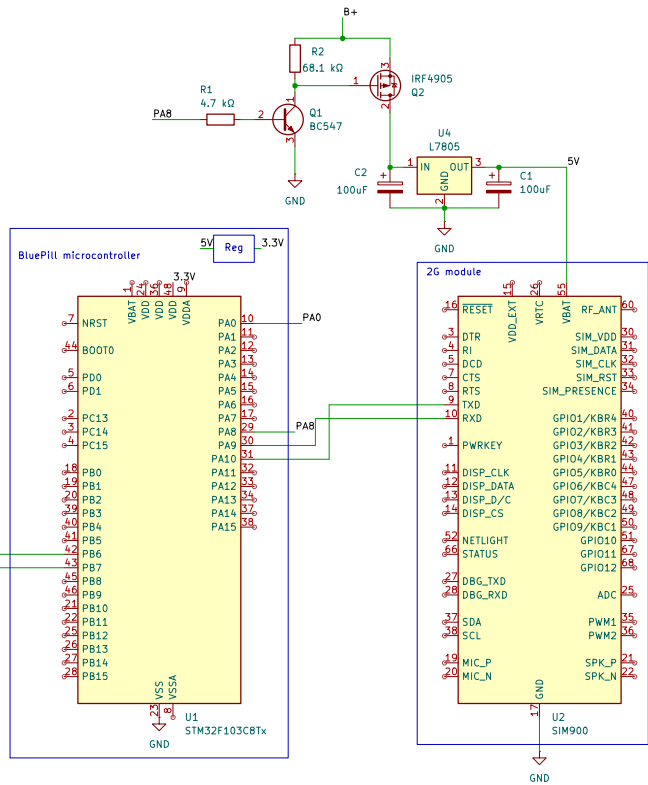 B+
R2
68.1 kΩ
3
IRF4905
Q2
1
2
R1
4.7 kΩ
PA8
2
1
Q1
BC547
3
GND
U4
L7805
C2
100uF
+
1
IN
OUT
3
GND
2
+
C1
100uF
5V
GND
BluePill microcontroller
5V
Reg
3.3V
3.3V
1
24
36
48
9
VBAT
VDD
VDD
VDD
VDDA
7 NRST
44 BOOT0
5 PD0
6 PD1
2 PC13
3 PC14
4 PC15
18 PB0
19 PB1
20 PB2
39 PB3
40 PB4
41 PB5
42 PB6
43 PB7
45 PB8
46 PB9
21 PB10
22 PB11
25 PB12
26 PB13
27 PB14
28 PB15
PA0 10
PA0
PA1 11
PA2 12
PA3 13
PA4 14
PA5 15
PA6 16
PA7 17
PA8 29
PA8
PA9 30
PA10 31
PA11 32
PA12 33
PA13 34
PA14 37
PA15 38
VSS
VSSA
23
8
GND
U1
STM32F103C8Tx
2G module
15
26
55
VDD_EXT
VRTC
VBAT
16 RESET
3 DTR
4 RI
5 DCD
7 CTS
8 RTS
9 TXD
10 RXD
1 PWRKEY
11 DISP_CLK
12 DISP_DATA
13 DISP_D/C
14 DISP_CS
52 NETLIGHT
66 STATUS
27 DBG_TXD
28 DBG_RXD
37 SDA
38 SCL
19 MIC_P
20 MIC_N
RF_ANT 60
SIM_VDD 30
SIM_DATA 31
SIM_CLK 32
SIM_RST 33
SIM_PRESENCE 34
GPIO1/KBR4 40
GPIO2/KBR3 41
GPIO3/KBR2 42
GPIO4/KBR1 43
GPIO5/KBR0 44
GPIO6/KBC4 47
GPIO7/KBC3 48
GPIO8/KBC2 49
GPIO9/KBC1 50
GPIO10 51
GPIO11 67
GPIO12 68
ADC 25
PWM1 35
PWM2 36
SPK_P 21
SPK_N 22
GND
17
U2
SIM900
GND